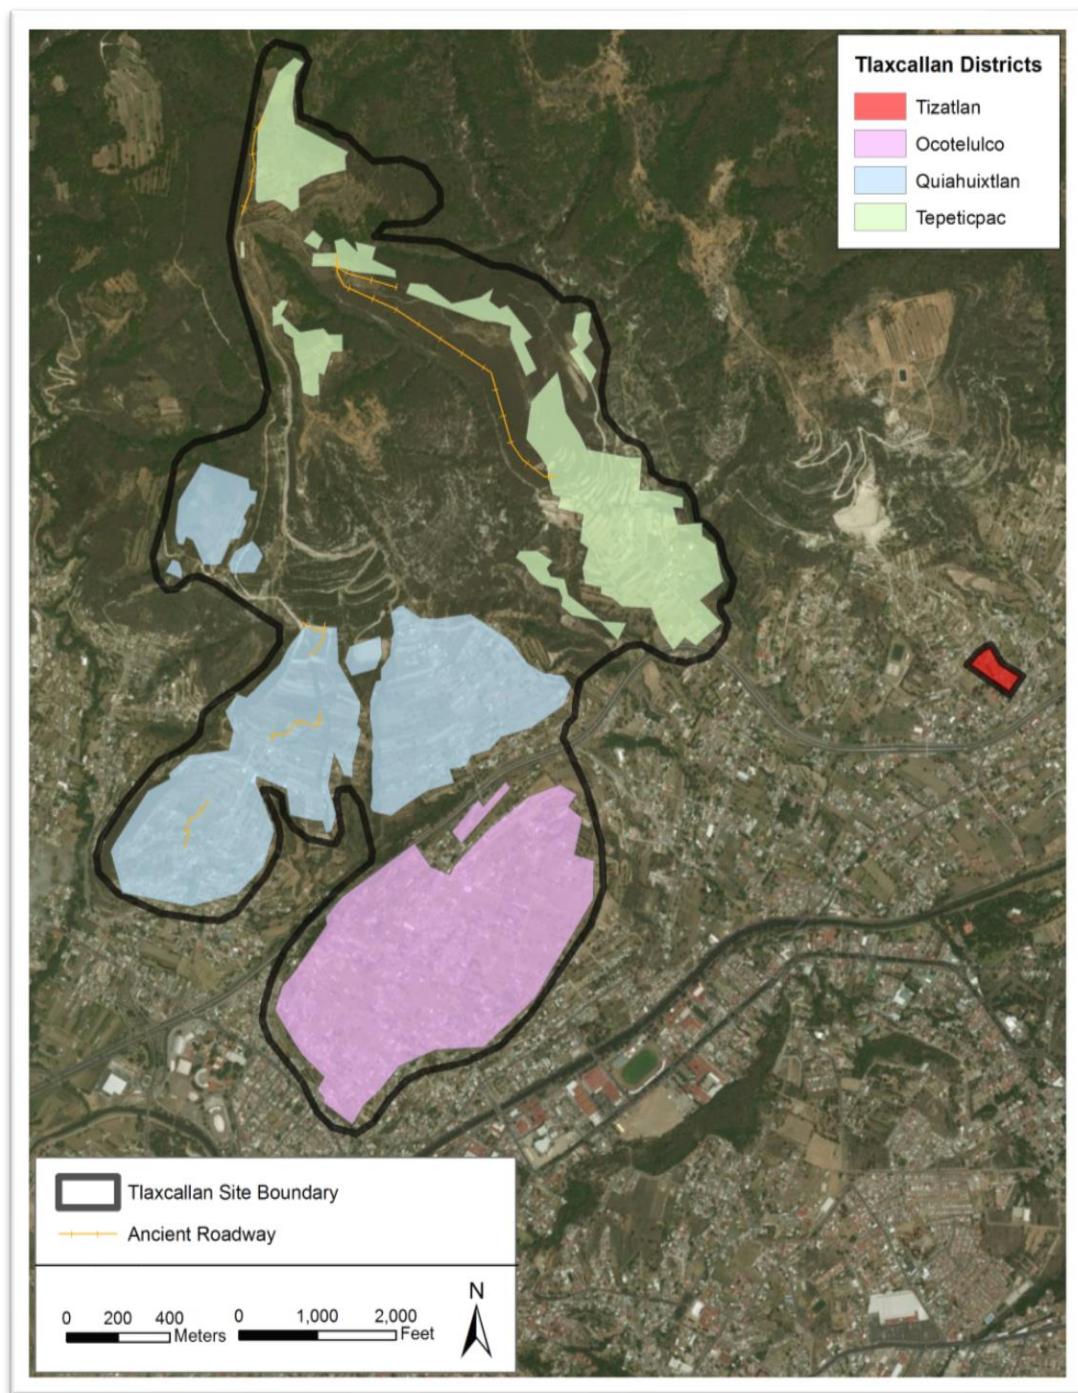 Tlaxcallan Districts
Tizatlan
Ocotelulco
Quiahuixtlan
Tepeticpac
Tlaxcallan Site Boundary
Ancient Roadway
N
0 200 400 Meters 0 1,000 2,000 Feet